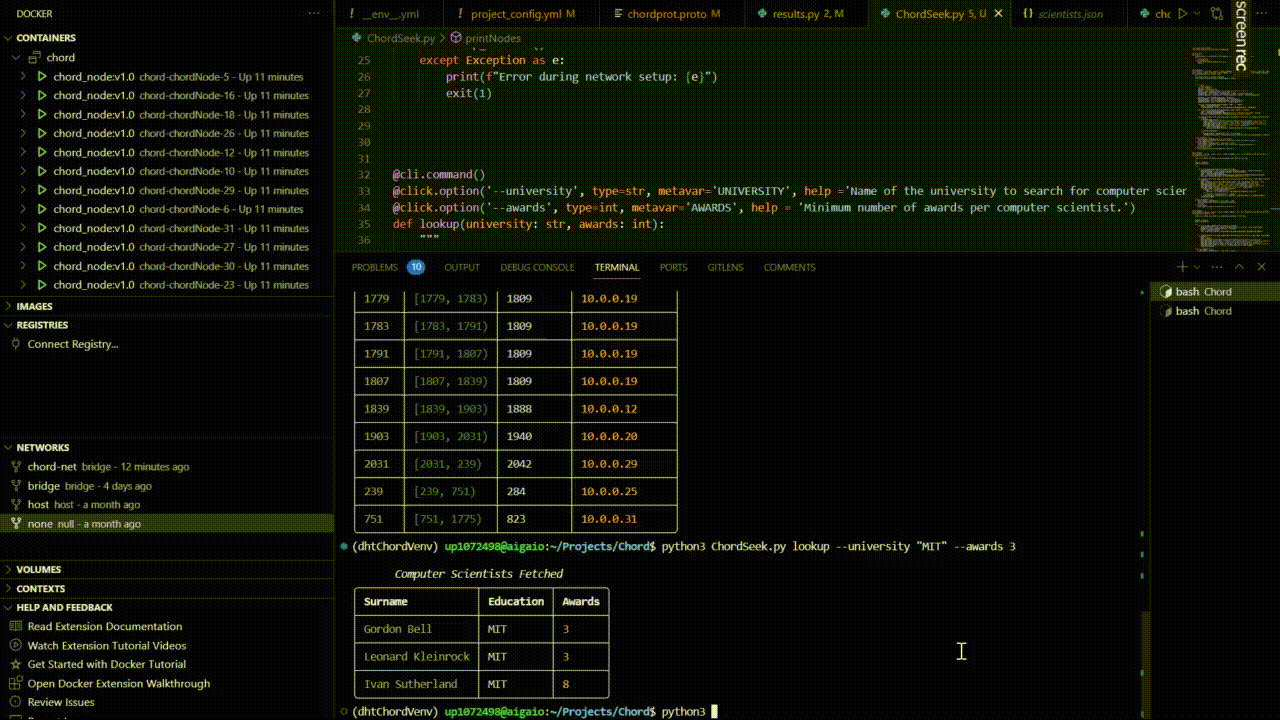 DOCKER
CONTAINERS
chord
chord_node:v1.0 chord-chordNode-5 - Up 11 minutes
chord_node:v1.0 chord-chordNode-16 - Up 11 minutes
chord_node:v1.0 chord-chordNode-18 - Up 11 minutes
chord_node:v1.0 chord-chordNode-26 - Up 11 minutes
chord_node:v1.0 chord-chordNode-12 - Up 11 minutes
chord_node:v1.0 chord-chordNode-10 - Up 11 minutes
chord_node:v1.0 chord-chordNode-29 - Up 11 minutes
chord_node:v1.0 chord-chordNode-6 - Up 11 minutes
chord_node:v1.0 chord-chordNode-31 - Up 11 minutes
chord_node:v1.0 chord-chordNode-27 - Up 11 minutes
chord_node:v1.0 chord-chordNode-30 - Up 11 minutes
chord_node:v1.0 chord-chordNode-23 - Up 11 minutes
IMAGES
REGISTRIES
Connect Registry...
NETWORKS
chord-net bridge - 12 minutes ago
bridge bridge - 4 days ago
host host - a month ago
none null - a month ago
VOLUMES
CONTEXTS
HELP AND FEEDBACK
Read Extension Documentation
Watch Extension Tutorial Videos
Get Started with Docker Tutorial
Open Docker Extension Walkthrough
Review Issues
__env__.yml project_config.yml M chordprot.proto M results.py 2, M ChordSeek.py 5, U scientists.json
screenrec
ChordSeek.py > printNodes
25 except Exception as e:
26 print(f"Error during network setup: {e}")
27 exit(1)
28
29
30
31
32 @cli.command()
33 @click.option('--university', type=str, metavar='UNIVERSITY', help ='Name of the university to search for computer scier
34 @click.option('--awards', type=int, metavar='AWARDS', help = 'Minimum number of awards per computer scientist.')
35 def lookup(university: str, awards: int):
36 """
PROBLEMS 10 OUTPUT DEBUG CONSOLE TERMINAL PORTS GITLENS COMMENTS
bash Chord
bash Chord
1779 [1779, 1783) 1809 10.0.0.19
1783 [1783, 1791) 1809 10.0.0.19
1791 [1791, 1807) 1809 10.0.0.19
1807 [1807, 1839) 1809 10.0.0.19
1839 [1839, 1903) 1888 10.0.0.12
1903 [1903, 2031) 1940 10.0.0.20
2031 [2031, 239) 2042 10.0.0.29
239 [239, 751) 284 10.0.0.25
751 [751, 1775) 823 10.0.0.31
(dhtChordVenv) up1072498@aigaio:~/Projects/Chord$ python3 ChordSeek.py lookup --university "MIT" --awards 3
Computer Scientists Fetched
Surname Education Awards
Gordon Bell MIT 3
Leonard Kleinrock MIT 3
Ivan Sutherland MIT 8
(dhtChordVenv) up1072498@aigaio:~/Projects/Chord$ python3